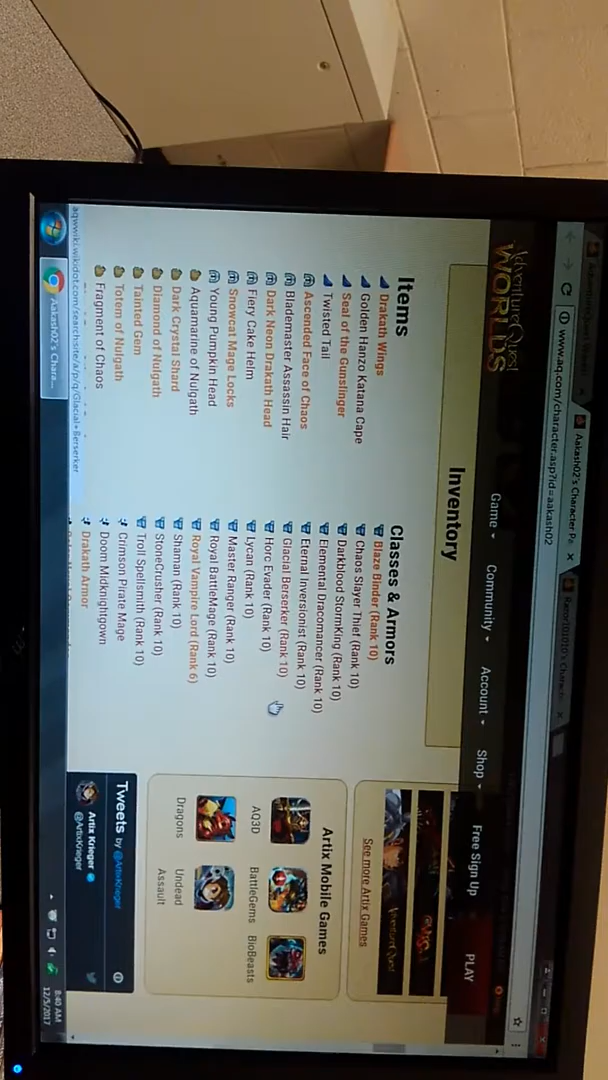 Aakash02's Character Pa
Razor101010's Charact
www.aq.com/character.asp?id=aakash02
AdventureQuest
WORLDS
Game
Community
Account
Shop
Free Sign Up
PLAY
Inventory
Items
Drakath Wings
Golden Hanzo Katana Cape
Seal of the Gunslinger
Twisted Tail
Ascended Face of Chaos
Blademaster Assassin Hair
Dark Neon Drakath Head
Fiery Cake Helm
Snowcat Mage Locks
Young Pumpkin Head
Aquamarine of Nulgath
Dark Crystal Shard
Diamond of Nulgath
Tainted Gem
Totem of Nulgath
Fragment of Chaos
Classes & Armors
Blaze Binder (Rank 10)
Chaos Slayer Thief (Rank 10)
Darkblood StormKing (Rank 10)
Elemental Dracomancer (Rank 10)
Eternal Inversionist (Rank 10)
Glacial Berserker (Rank 10)
Horc Evader (Rank 10)
Lycan (Rank 10)
Master Ranger (Rank 10)
Royal BattleMage (Rank 10)
Royal Vampire Lord (Rank 6)
Shaman (Rank 10)
StoneCrusher (Rank 10)
Troll Spellsmith (Rank 10)
Crimson Pirate Mage
Doom Midknightgown
Drakath Armor
AdventureQuest
See more Artix Games
Artix Mobile Games
AQ3D
BattleGems
BioBeasts
Dragons
Undead
Assault
Tweets by @ArtixKrieger
Artix Krieger
@ArtixKrieger
aqwwiki.wikidot.com/search:site/a/p/q/Glacial+Berserker
Aakash02's Chara...
8:40 AM
12/5/2017